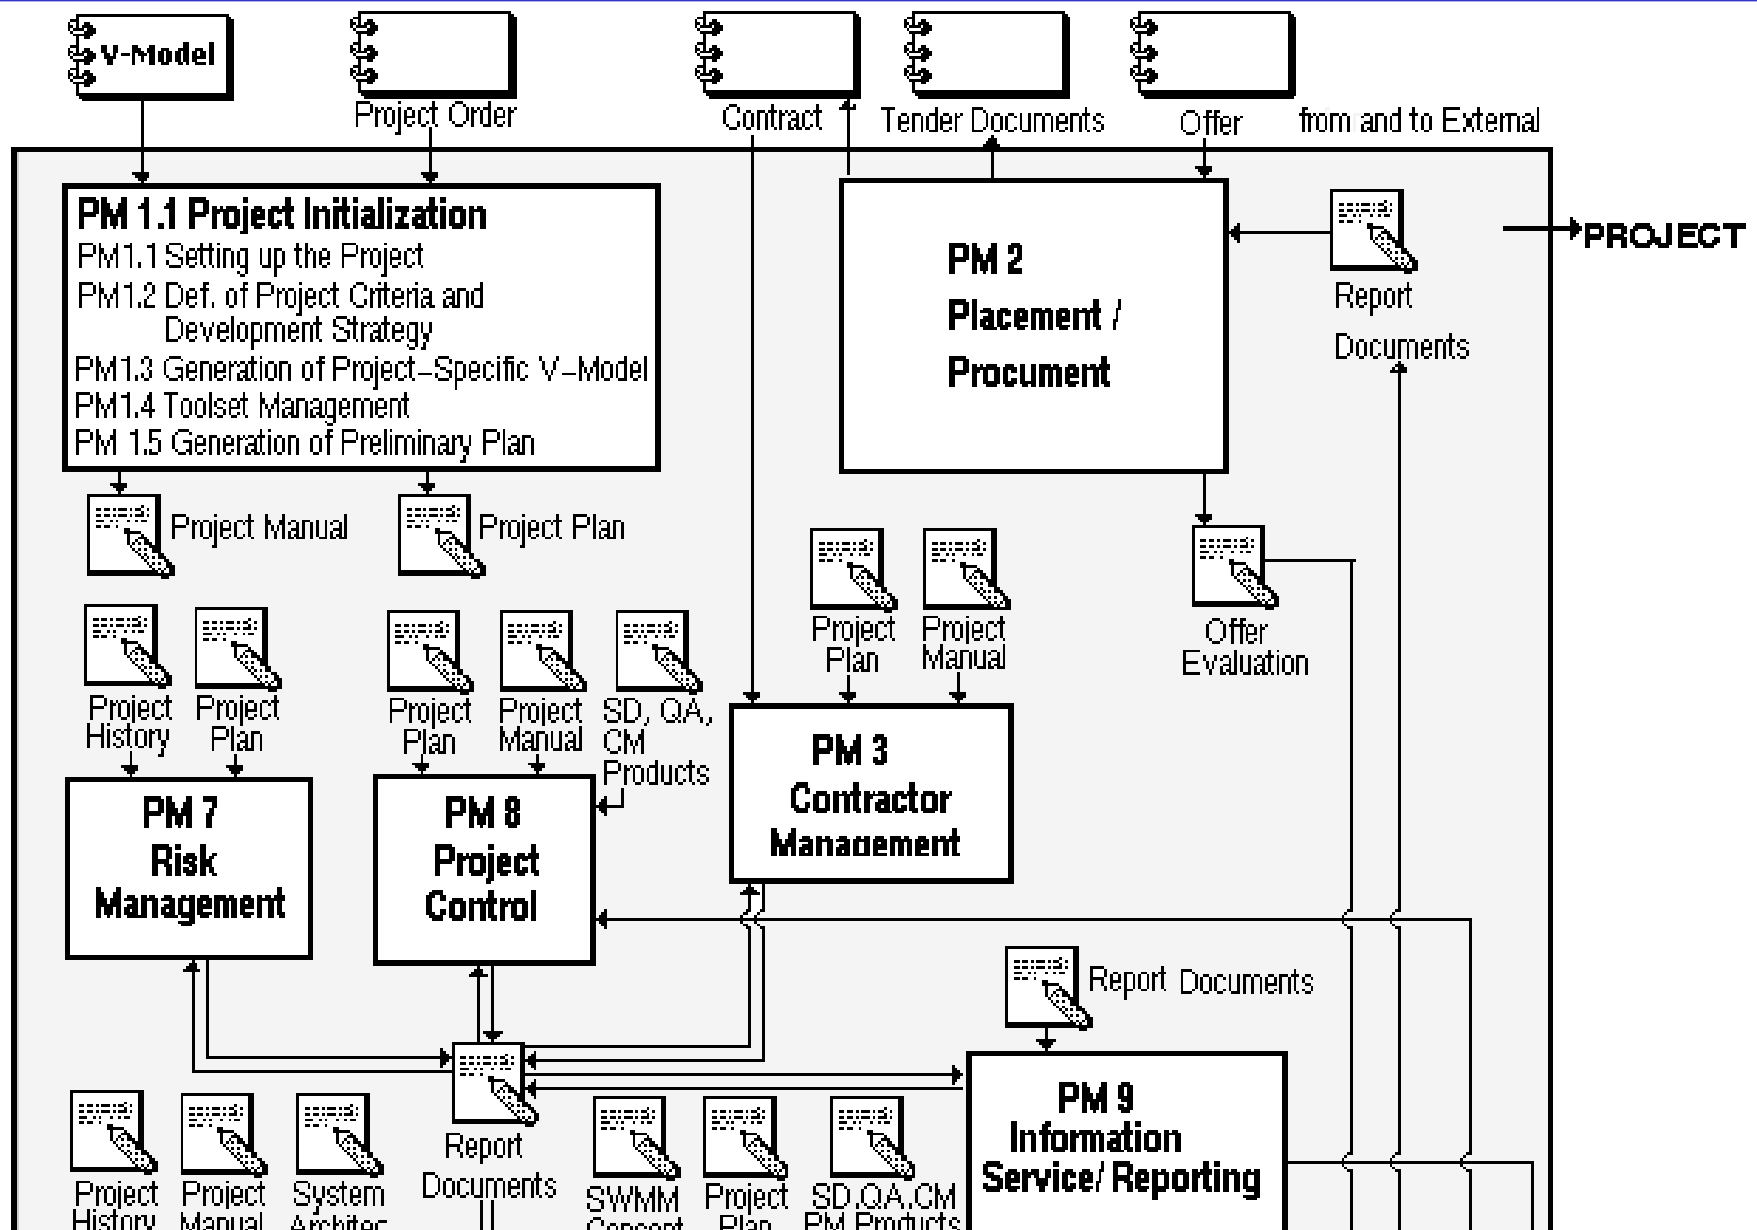 V-Model
Project Order
Contract
Tender Documents
Offer
from and to External
PM 1.1 Project Initialization
PM1.1 Setting up the Project
PM1.2 Def. of Project Criteria and
Development Strategy
PM1.3 Generation of Project-Specific V-Model
PM1.4 Toolset Management
PM 1.5 Generation of Preliminary Plan
PM 2
Placement /
Procument
Report
Documents
PROJECT
Project Manual
Project Plan
Project
Plan
Project
Manual
Offer
Evaluation
Project
History
Project
Plan
Project
Plan
Project
Manual
SD, QA,
CM
Products
PM 7
Risk
Management
PM 8
Project
Control
PM 3
Contractor
Management
Report Documents
PM 9
Information
Service/ Reporting
Report
Documents
Project
History
Project
Manual
System
Architec
SWMM
Concept
Project
Plan
SD,QA,CM
PM Products